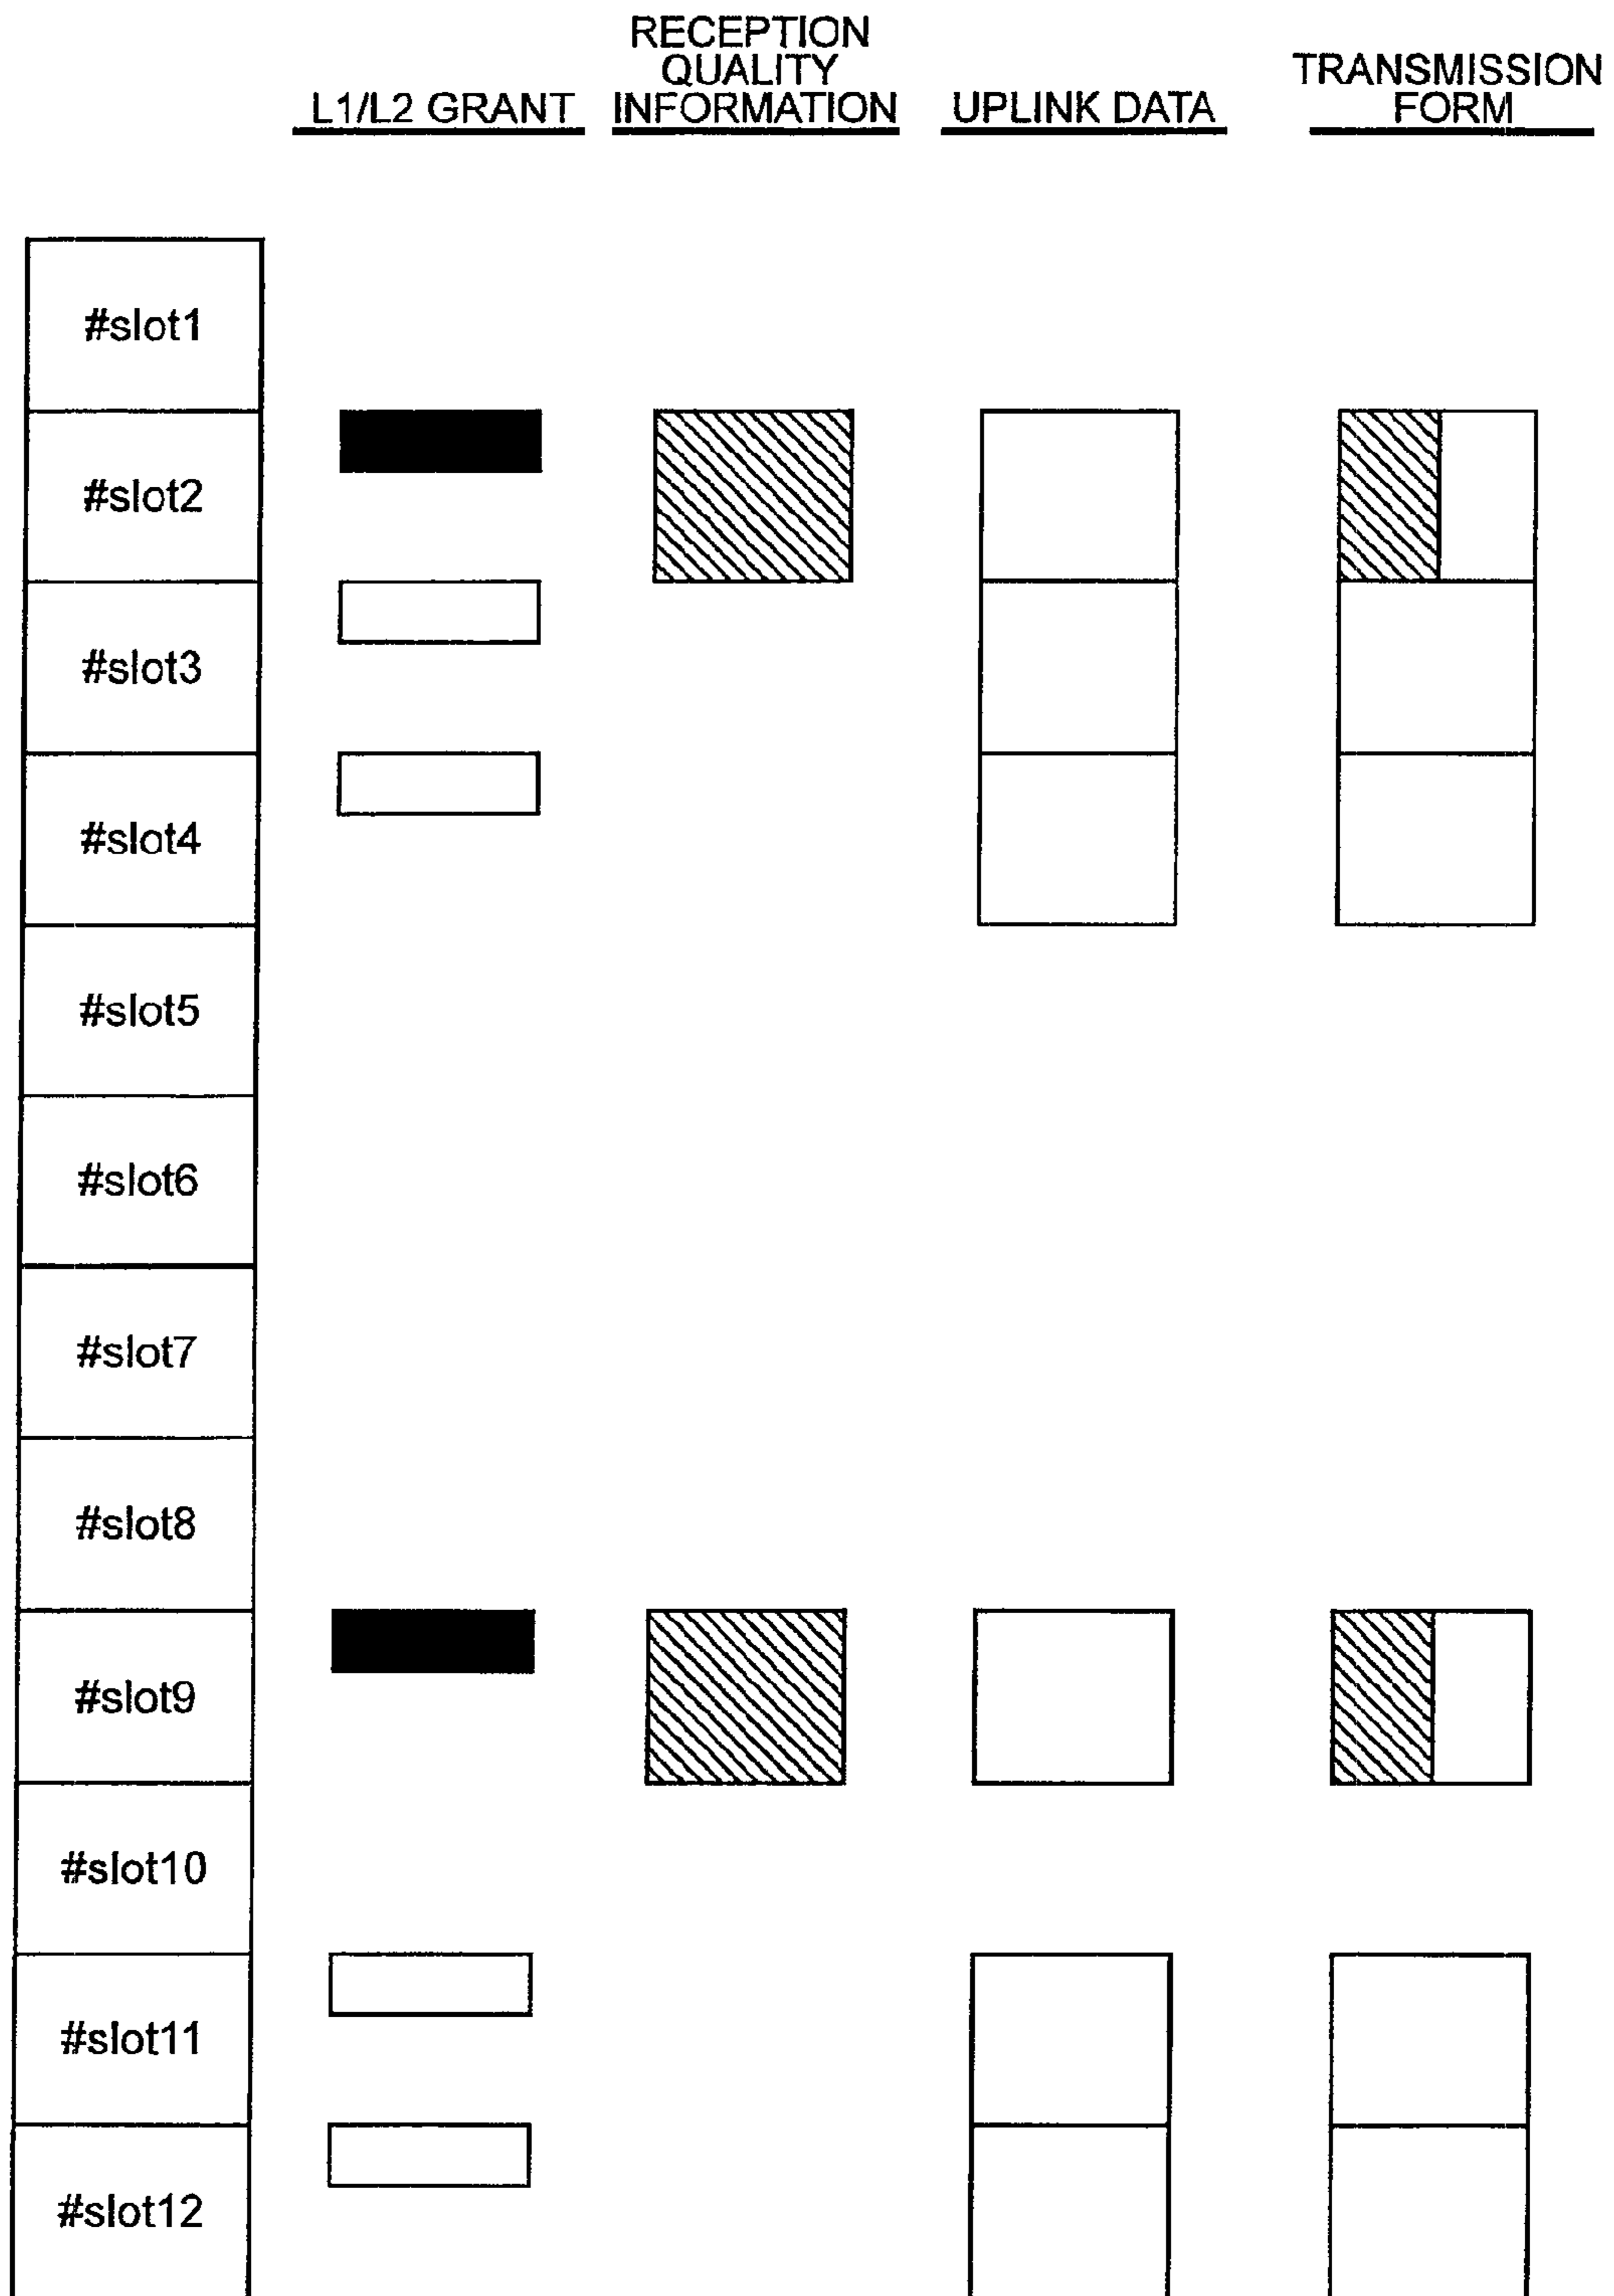 L1/L2 GRANT
RECEPTION
QUALITY
INFORMATION
UPLINK DATA
TRANSMISSION
FORM
#slot1
#slot2
#slot3
#slot4
#slot5
#slot6
#slot7
#slot8
#slot9
#slot10
#slot11
#slot12